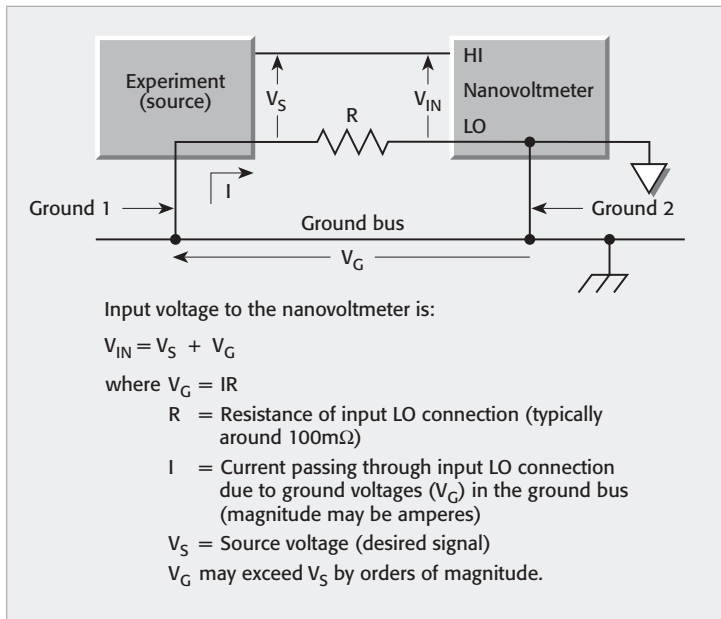 Experiment
(source)
V_S
R
V_IN
HI
Nanovoltmeter
LO
I
Ground 1
Ground bus
Ground 2
V_G
Input voltage to the nanovoltmeter is:
V_IN = V_S + V_G
where V_G = IR
R = Resistance of input LO connection (typically
around 100mΩ)
I = Current passing through input LO connection
due to ground voltages (V_G) in the ground bus
(magnitude may be amperes)
V_S = Source voltage (desired signal)
V_G may exceed V_S by orders of magnitude.